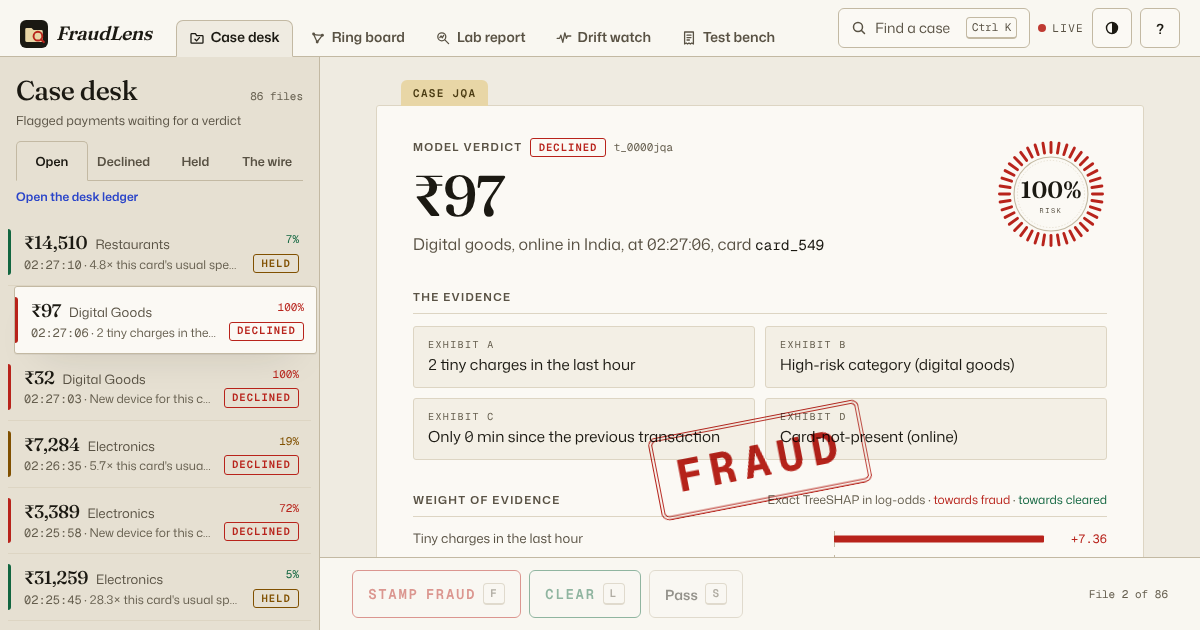 FraudLens
Case desk
Ring board
Lab report
Drift watch
Test bench
Find a case Ctrl K
LIVE
?
Case desk 86 files
Flagged payments waiting for a verdict
Open Declined Held The wire
Open the desk ledger
₹14,510 Restaurants 7%
02:27:10 · 4.8× this card's usual spe... HELD
₹97 Digital Goods 100%
02:27:06 · 2 tiny charges in the... DECLINED
₹32 Digital Goods 100%
02:27:03 · New device for this c... DECLINED
₹7,284 Electronics 19%
02:26:35 · 5.7× this card's usua... DECLINED
₹3,389 Electronics 72%
02:25:58 · New device for this c... DECLINED
₹31,259 Electronics 5%
02:25:45 · 28.3× this card's usual sp... HELD
CASE JQA
MODEL VERDICT DECLINED t_0000jqa
₹97
Digital goods, online in India, at 02:27:06, card card_549
100%
RISK
THE EVIDENCE
EXHIBIT A
2 tiny charges in the last hour
EXHIBIT B
High-risk category (digital goods)
EXHIBIT C
Only 0 min since the previous transaction
EXHIBIT D
Card-not-present (online)
FRAUD
WEIGHT OF EVIDENCE
Exact TreeSHAP in log-odds · towards fraud · towards cleared
Tiny charges in the last hour +7.36
STAMP FRAUD F
CLEAR L
Pass S
File 2 of 86